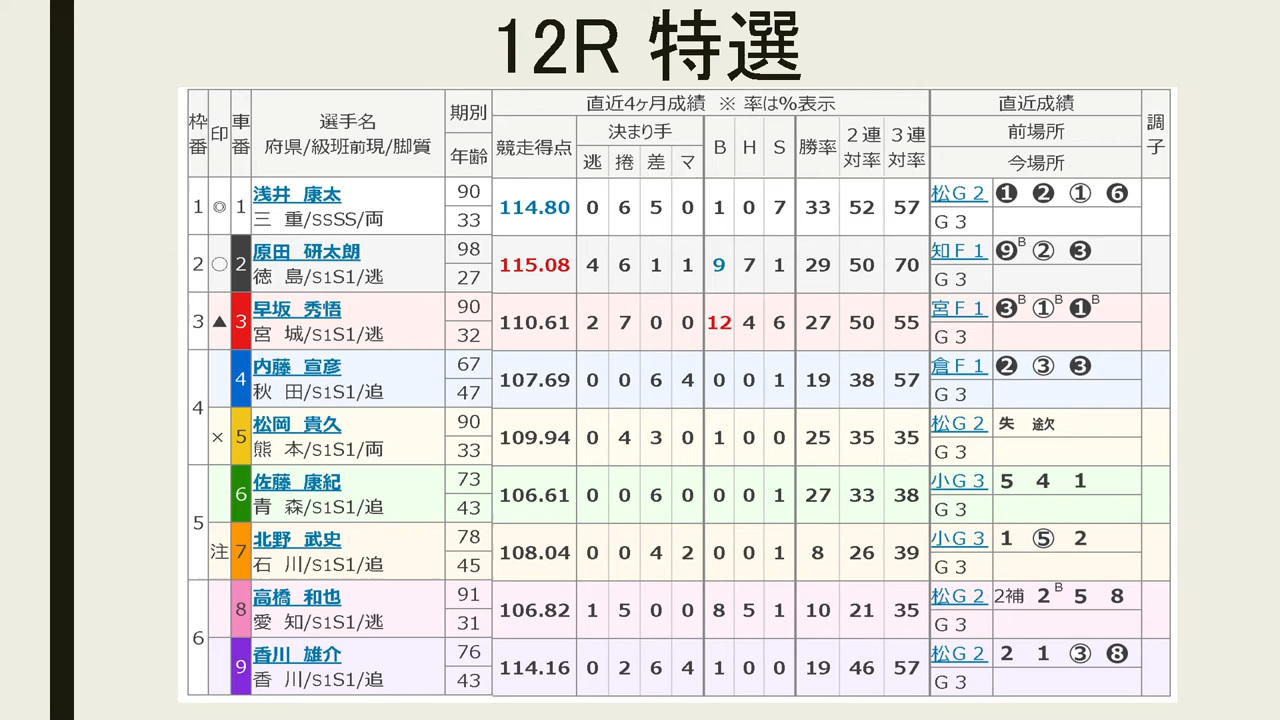 12R 特選
枠番 印 車番 選手名 府県/級班前現/脚質 期別 年齢 直近4ヶ月成績 ※ 率は%表示 直近成績 調子
競走得点 決まり手 B H S 勝率 2連対率 3連対率 前場所
逃 捲 差 マ 今場所
1 ◎ 1 浅井 康太 90 114.80 0 6 5 0 1 0 7 33 52 57 松G2 ❶ ❷ ① ❻
三 重/SSSS/両 33 G3
2 ○ 2 原田 研太朗 98 115.08 4 6 1 1 9 7 1 29 50 70 知F1 ❾B ② ❸
徳 島/S1S1/逃 27 G3
3 ▲ 3 早坂 秀悟 90 110.61 2 7 0 0 12 4 6 27 50 55 宮F1 ❸B ①B ❶B
宮 城/S1S1/逃 32 G3
4 4 内藤 宣彦 67 107.69 0 0 6 4 0 0 1 19 38 57 倉F1 ❷ ③ ❸
秋 田/S1S1/追 47 G3
× 5 松岡 貴久 90 109.94 0 4 3 0 1 0 0 25 35 35 松G2 失 途欠
熊 本/S1S1/両 33 G3
5 6 佐藤 康紀 73 106.61 0 0 6 0 0 0 1 27 33 38 小G3 5 4 1
青 森/S1S1/追 43 G3
注 7 北野 武史 78 108.04 0 0 4 2 0 0 1 8 26 39 小G3 1 ⑤ 2
石 川/S1S1/追 45 G3
6 8 高橋 和也 91 106.82 1 5 0 0 8 5 1 10 21 35 松G2 2補 2B 5 8
愛 知/S1S1/逃 31 G3
9 香川 雄介 76 114.16 0 2 6 4 1 0 0 19 46 57 松G2 2 1 ③ ❽
香 川/S1S1/追 43 G3